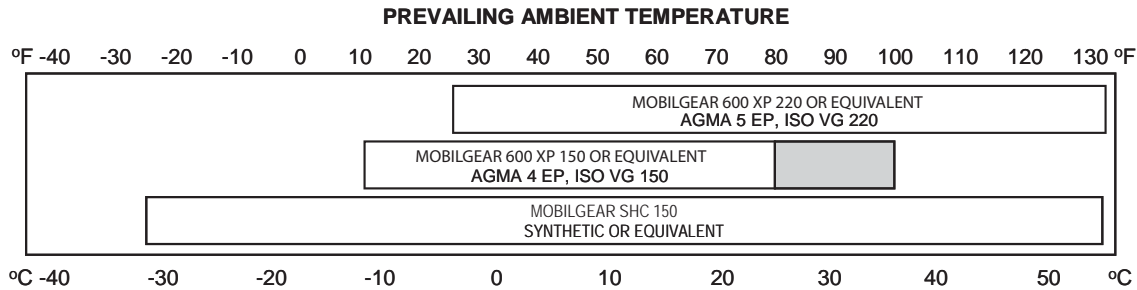 PREVAILING AMBIENT TEMPERATURE
ºF -40 -30 -20 -10 0 10 20 30 40 50 60 70 80 90 100 110 120 130 ºF
MOBILGEAR 600 XP 220 OR EQUIVALENT
AGMA 5 EP, ISO VG 220
MOBILGEAR 600 XP 150 OR EQUIVALENT
AGMA 4 EP, ISO VG 150
MOBILGEAR SHC 150
SYNTHETIC OR EQUIVALENT
ºC -40 -30 -20 -10 0 10 20 30 40 50 ºC